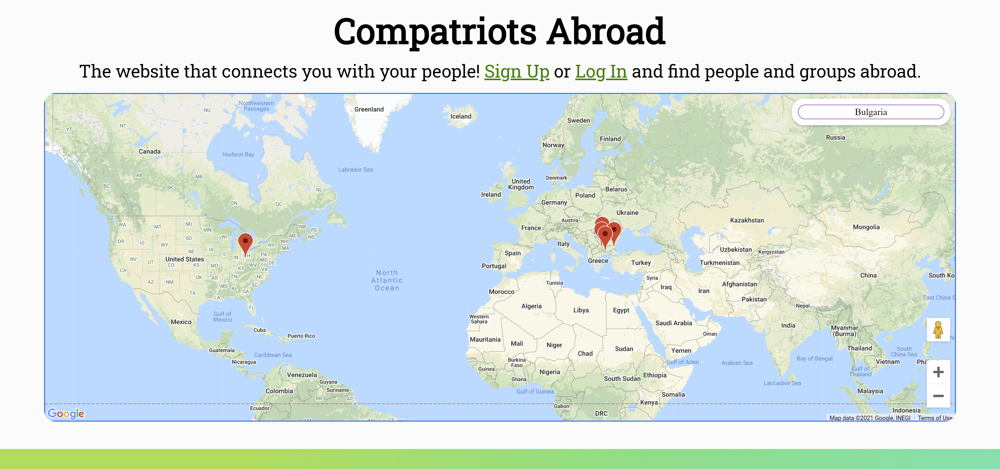 Compatriots Abroad
The website that connects you with your people! Sign Up or Log In and find people and groups abroad.
Bulgaria
Northwestern
Passages
Greenland
NU
Iceland
Sweden
YT
NT
Russia
Finland
Norway
Canada
Hudson Bay
Labrador Sea
AB
MB
Denmark
United
Kingdom
BC
SK
NL
Ireland
Poland
Belarus
ON
QC
Germany
Ukraine
Austria
Kazakhstan
WA
MT
ND
NB
PE
France
Mongolia
MN
ME
NS
OR
ID
WY
SD
WI
NY
NH
MA
Italy
NE
IA
IL
IN
PA
Spain
Uzbekistan
Kyrgyzstan
NV
UT
United States
CO
KS
MO
KY
WV
MD
DE
VA
Portugal
Greece
Turkey
Turkmenistan
CA
North
Atlantic
Ocean
AZ
NM
OK
AR
TN
NC
Syria
China
South Ko
MS
AL
GA
SC
Tunisia
Iraq
Iran
Afghanistan
TX
LA
Morocco
Pakistan
East China S
FL
Algeria
Libya
Egypt
Nepal
Gulf of
Mexico
Mexico
Western
Sahara
Saudi Arabia
India
Myanmar
(Burma)
Cuba
Puerto Rico
Oman
Mauritania
Mali
Niger
Chad
Sudan
Yemen
Thailand
South
China Sea
Guatemala
Caribbean Sea
Nicaragua
Burkina
Faso
Gulf of Aden
Arabian Sea
Bay of Bengal
Vietnam
Phil
Guinea
Nigeria
Ghana
South Sudan
Ethiopia
Gulf of
Thailand
Venezuela
Guyana
Suriname
Colombia
Gulf of Guinea
Laccadive Sea
Malaysia
Somalia
RR
AP
Ecuador
Gabon
Kenya
DRC
Indonesia
Google
AM
MA
CE
Map data ©2021 Google, INEGI
Terms of Use